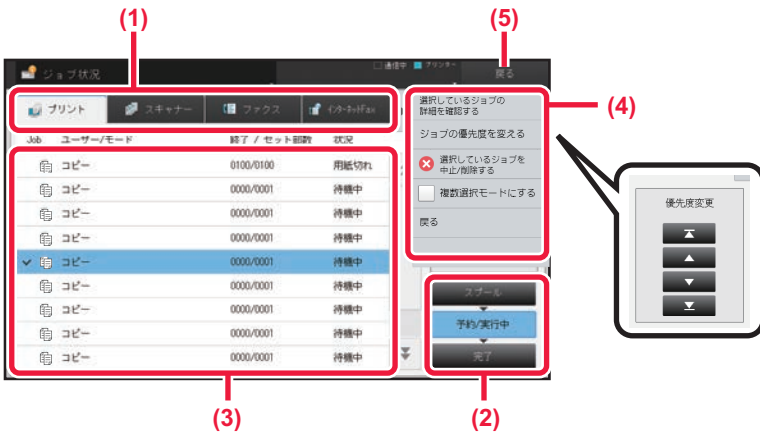 (1)
(5)
ジョブ状況
通信中
プリンター
戻る
プリント
スキャナー
ファクス
インターネットFax
Job ユーザー/モード 終了 / セット部数 状況
コピー 0100/0100 用紙切れ
コピー 0000/0001 待機中
コピー 0000/0001 待機中
コピー 0000/0001 待機中
コピー 0000/0001 待機中
コピー 0000/0001 待機中
コピー 0000/0001 待機中
コピー 0000/0001 待機中
選択しているジョブの
詳細を確認する
ジョブの優先度を変える
選択しているジョブを
中止/削除する
複数選択モードにする
戻る
(4)
優先度変更
スプール
予約/実行中
完了
(3)
(2)